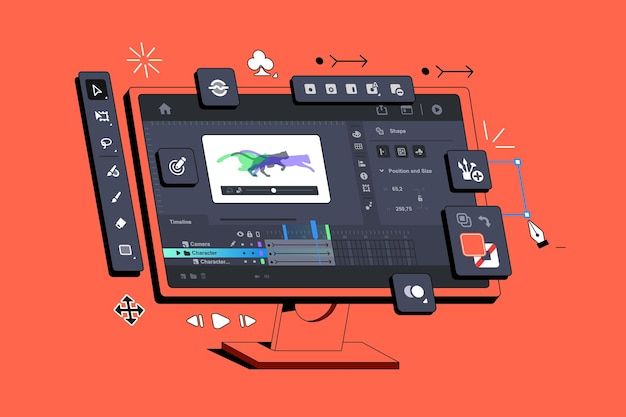 Shape
Position and Size
65,2
250,75
Timeline
Camera
Character
Character...